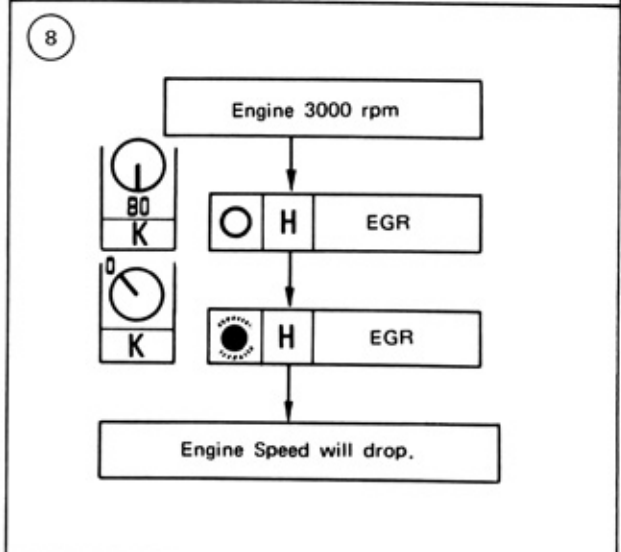 8
Engine 3000 rpm
80
K
H EGR
0
K
H EGR
Engine Speed will drop.